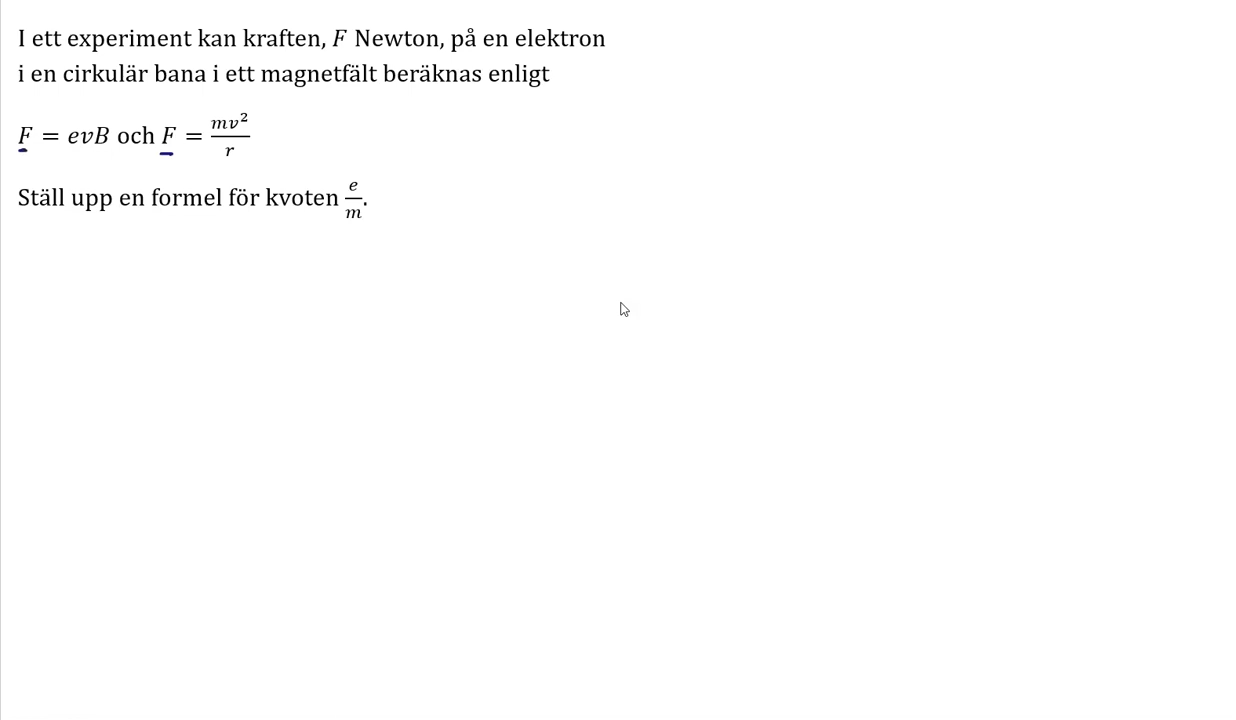 I ett experiment kan kraften, F Newton, på en elektron
i en cirkulär bana i ett magnetfält beräknas enligt
F = evB och F = mv²/r
Ställ upp en formel för kvoten e/m.